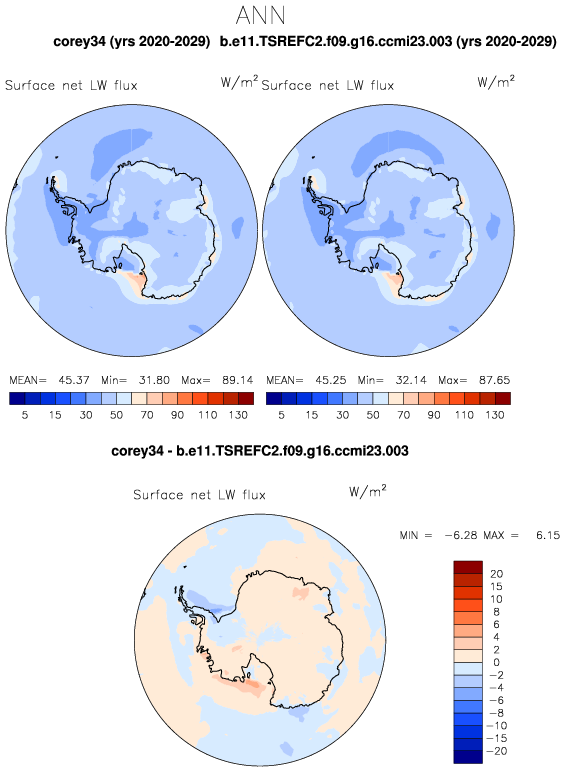 ANN
corey34 (yrs 2020-2029) b.e11.TSREFC2.f09.g16.ccmi23.003 (yrs 2020-2029)
Surface net LW flux W/m² Surface net LW flux W/m²
MEAN= 45.37 Min= 31.80 Max= 89.14 MEAN= 45.25 Min= 32.14 Max= 87.65
5 15 30 50 70 90 110 130 5 15 30 50 70 90 110 130
corey34 - b.e11.TSREFC2.f09.g16.ccmi23.003
Surface net LW flux W/m²
MIN = −6.28 MAX = 6.15
20
15
10
8
6
4
2
0
−2
−4
−6
−8
−10
−15
−20